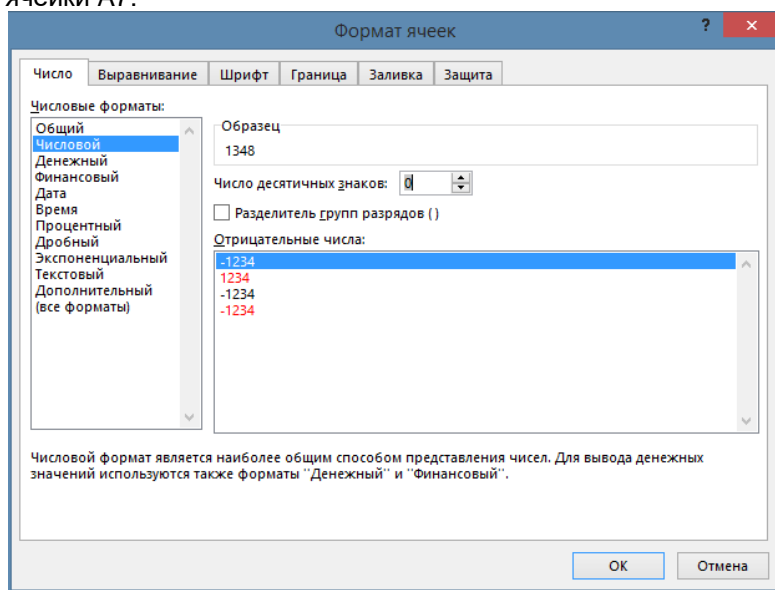 ячейки А7.
Формат ячеек
?
×
Число Выравнивание Шрифт Граница Заливка Защита
Числовые форматы:
Общий
Числовой
Денежный
Финансовый
Дата
Время
Процентный
Дробный
Экспоненциальный
Текстовый
Дополнительный
(все форматы)
Образец
1348
Число десятичных знаков: 0
Разделитель групп разрядов ( )
Отрицательные числа:
-1234
1234
-1234
-1234
Числовой формат является наиболее общим способом представления чисел. Для вывода денежных
значений используются также форматы "Денежный" и "Финансовый".
ОК Отмена